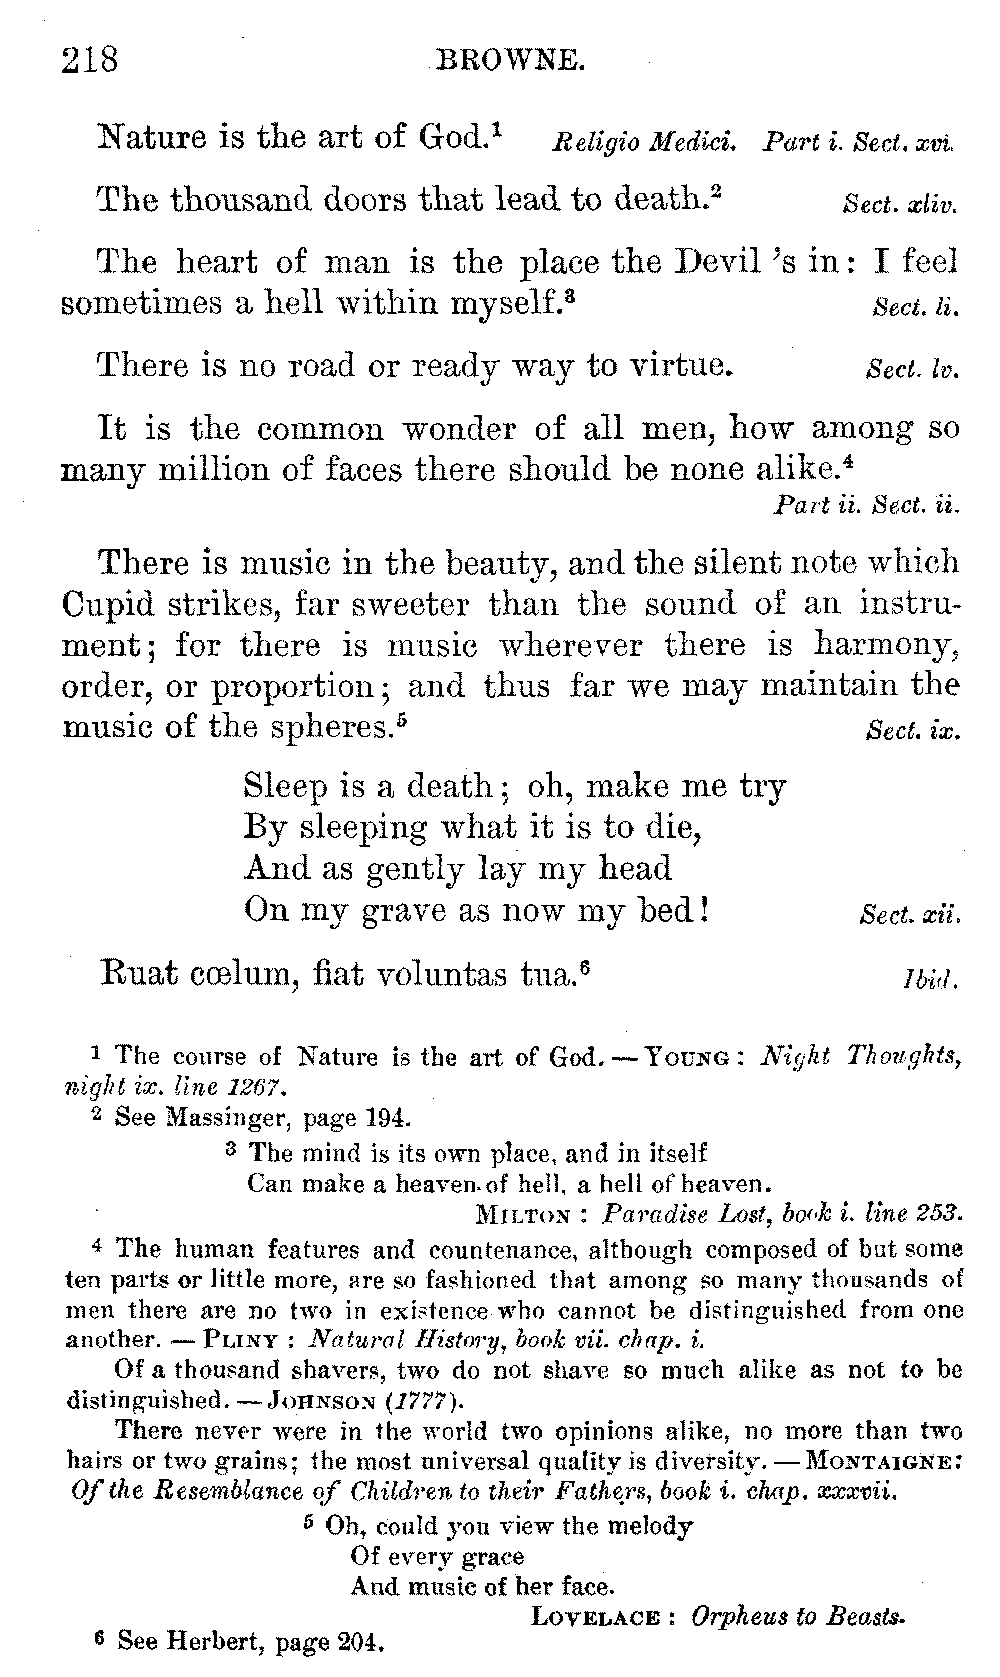 218 BROWNE.
Nature is the art of God.¹ Religio Medici. Part i. Sect. xvi.
The thousand doors that lead to death.² Sect. xliv.
The heart of man is the place the Devil 's in: I feel
sometimes a hell within myself.³ Sect. li.
There is no road or ready way to virtue. Sect. lv.
It is the common wonder of all men, how among so
many million of faces there should be none alike.⁴
Part ii. Sect. ii.
There is music in the beauty, and the silent note which
Cupid strikes, far sweeter than the sound of an instru-
ment; for there is music wherever there is harmony,
order, or proportion; and thus far we may maintain the
music of the spheres.⁵ Sect. ix.
Sleep is a death; oh, make me try
By sleeping what it is to die,
And as gently lay my head
On my grave as now my bed! Sect. xii.
Ruat cœlum, fiat voluntas tua.⁶ Ibid.
¹ The course of Nature is the art of God. — YOUNG: Night Thoughts,
night ix. line 1267.
² See Massinger, page 194.
³ The mind is its own place, and in itself
Can make a heaven of hell, a hell of heaven.
MILTON: Paradise Lost, book i. line 253.
⁴ The human features and countenance, although composed of but some
ten parts or little more, are so fashioned that among so many thousands of
men there are no two in existence who cannot be distinguished from one
another. — PLINY: Natural History, book vii. chap. i.
Of a thousand shavers, two do not shave so much alike as not to be
distinguished. — JOHNSON (1777).
There never were in the world two opinions alike, no more than two
hairs or two grains; the most universal quality is diversity. — MONTAIGNE:
Of the Resemblance of Children to their Fathers, book i. chap. xxxvii.
⁵ Oh, could you view the melody
Of every grace
And music of her face.
LOVELACE: Orpheus to Beasts.
⁶ See Herbert, page 204.